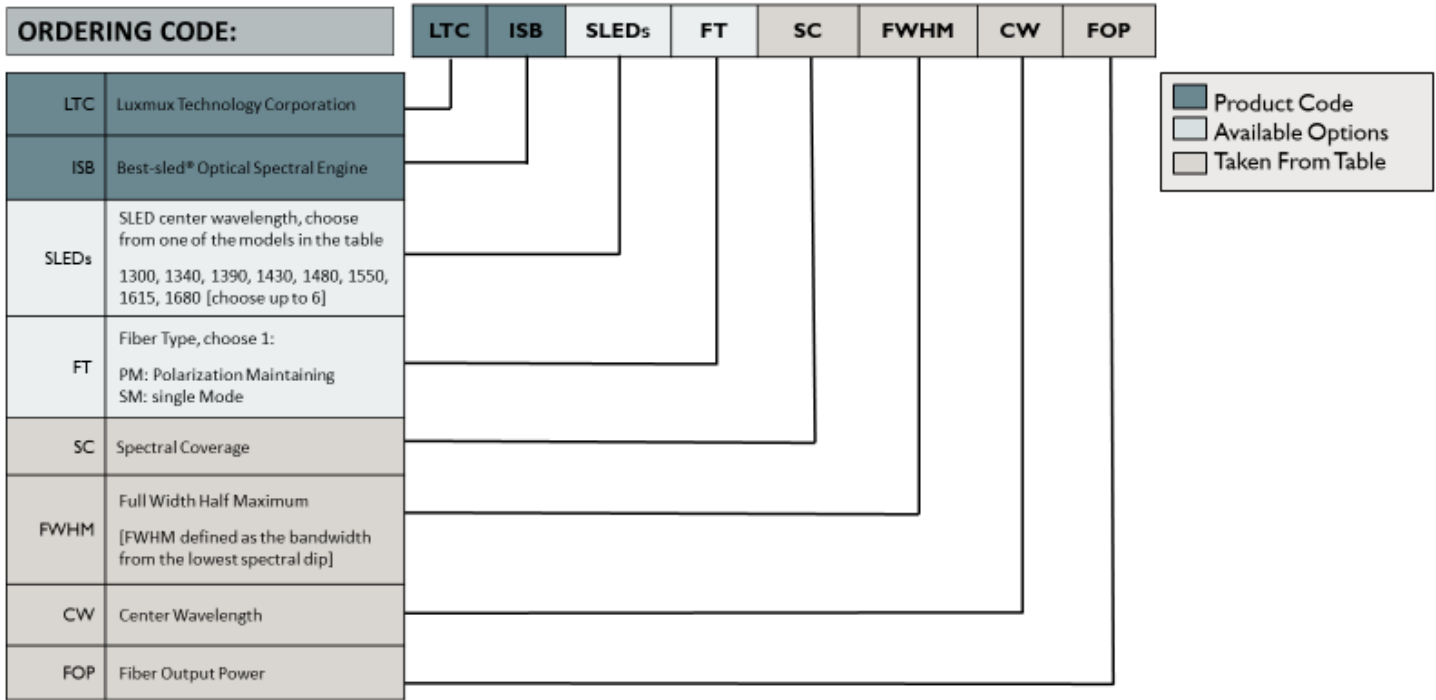 ORDERING CODE:
LTC ISB SLEDs FT SC FWHM CW FOP
LTC Luxmux Technology Corporation
ISB Best-sled® Optical Spectral Engine
SLEDs
SLED center wavelength, choose
from one of the models in the table
1300, 1340, 1390, 1430, 1480, 1550,
1615, 1680 [choose up to 6]
FT
Fiber Type, choose 1:
PM: Polarization Maintaining
SM: single Mode
SC Spectral Coverage
FWHM
Full Width Half Maximum
[FWHM defined as the bandwidth
from the lowest spectral dip]
CW Center Wavelength
FOP Fiber Output Power
Product Code
Available Options
Taken From Table